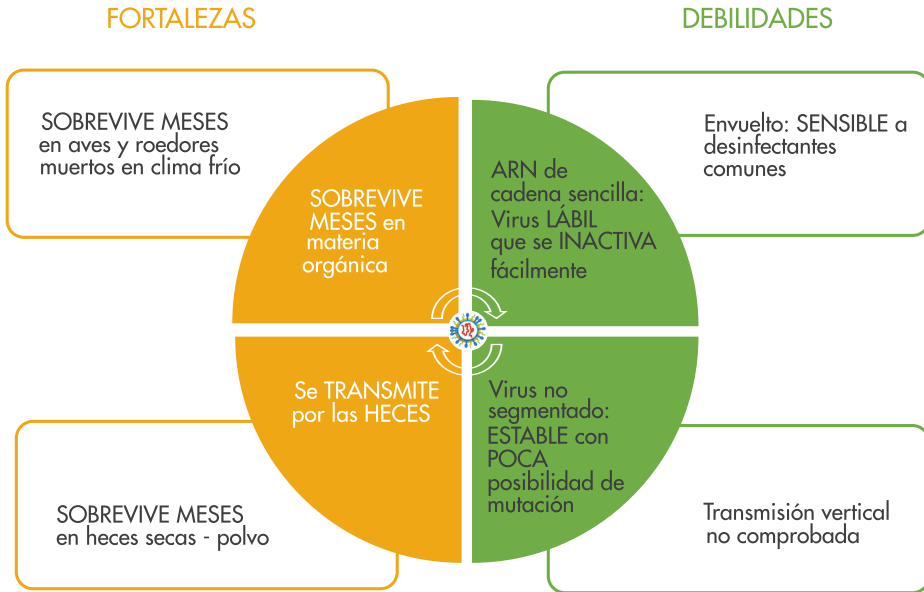 FORTALEZAS
DEBILIDADES
SOBREVIVE MESES
en aves y roedores
muertos en clima frío
SOBREVIVE
MESES en
materia
orgánica
ARN de
cadena sencilla:
Virus LÁBIL
que se INACTIVA
fácilmente
Envuelto: SENSIBLE a
desinfectantes
comunes
Se TRANSMITE
por las HECES
SOBREVIVE MESES
en heces secas - polvo
Virus no
segmentado:
ESTABLE con
POCA
posibilidad de
mutación
Transmisión vertical
no comprobada